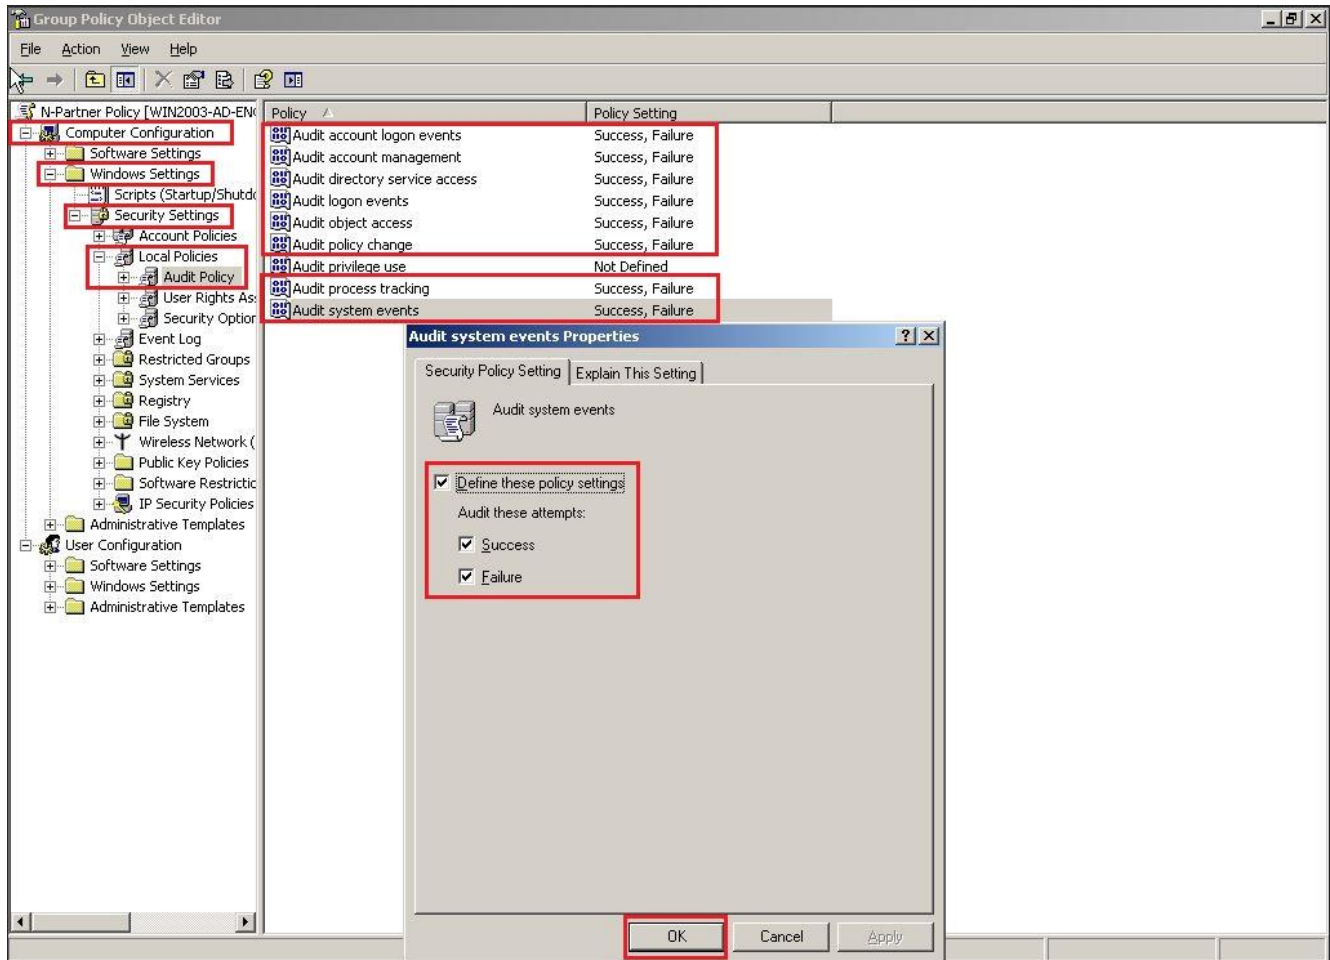 Group Policy Object Editor
File Action View Help
N-Partner Policy [WIN2003-AD-EN
Computer Configuration
Software Settings
Windows Settings
Scripts (Startup/Shutdo
Security Settings
Account Policies
Local Policies
Audit Policy
User Rights As
Security Option
Event Log
Restricted Groups
System Services
Registry
File System
Wireless Network (
Public Key Policies
Software Restrictic
IP Security Policies
Administrative Templates
User Configuration
Software Settings
Windows Settings
Administrative Templates
Policy Policy Setting
Audit account logon events Success, Failure
Audit account management Success, Failure
Audit directory service access Success, Failure
Audit logon events Success, Failure
Audit object access Success, Failure
Audit policy change Success, Failure
Audit privilege use Not Defined
Audit process tracking Success, Failure
Audit system events Success, Failure
Audit system events Properties
Security Policy Setting Explain This Setting
Audit system events
Define these policy settings
Audit these attempts:
Success
Failure
OK Cancel Apply